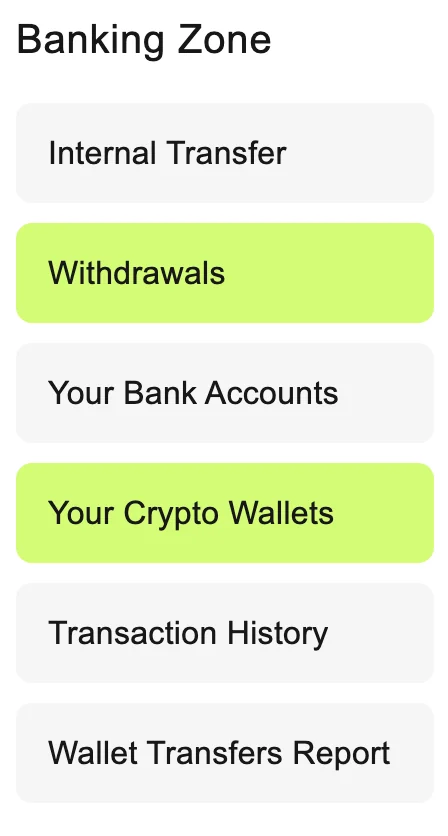 Banking Zone
Internal Transfer
Withdrawals
Your Bank Accounts
Your Crypto Wallets
Transaction History
Wallet Transfers Report